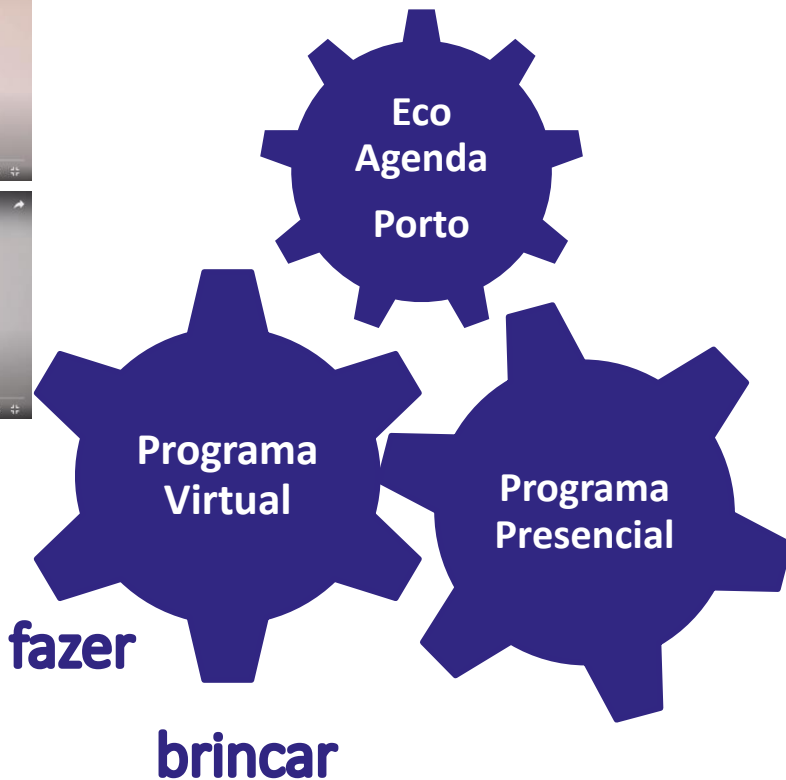 Eco
Agenda
Porto
Programa
Virtual
Programa
Presencial
fazer
brincar